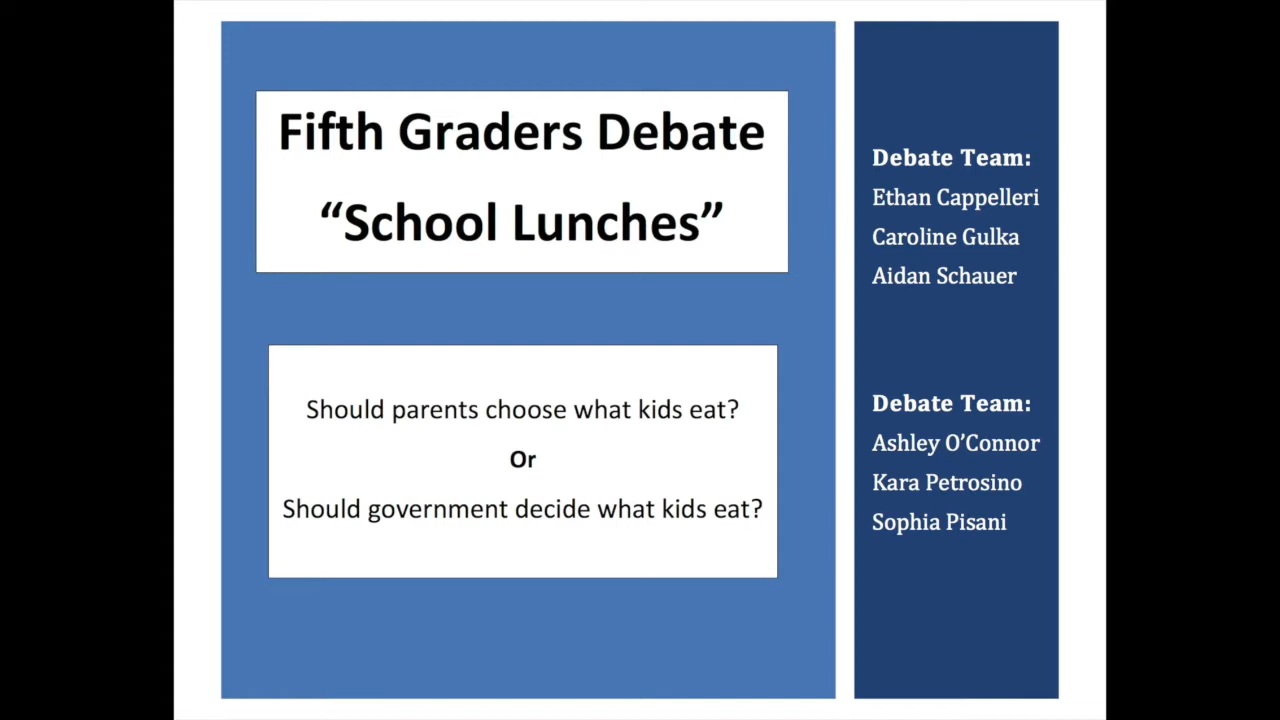 Fifth Graders Debate
“School Lunches”
Should parents choose what kids eat?
Or
Should government decide what kids eat?
Debate Team:
Ethan Cappelleri
Caroline Gulka
Aidan Schauer
Debate Team:
Ashley O’Connor
Kara Petrosino
Sophia Pisani